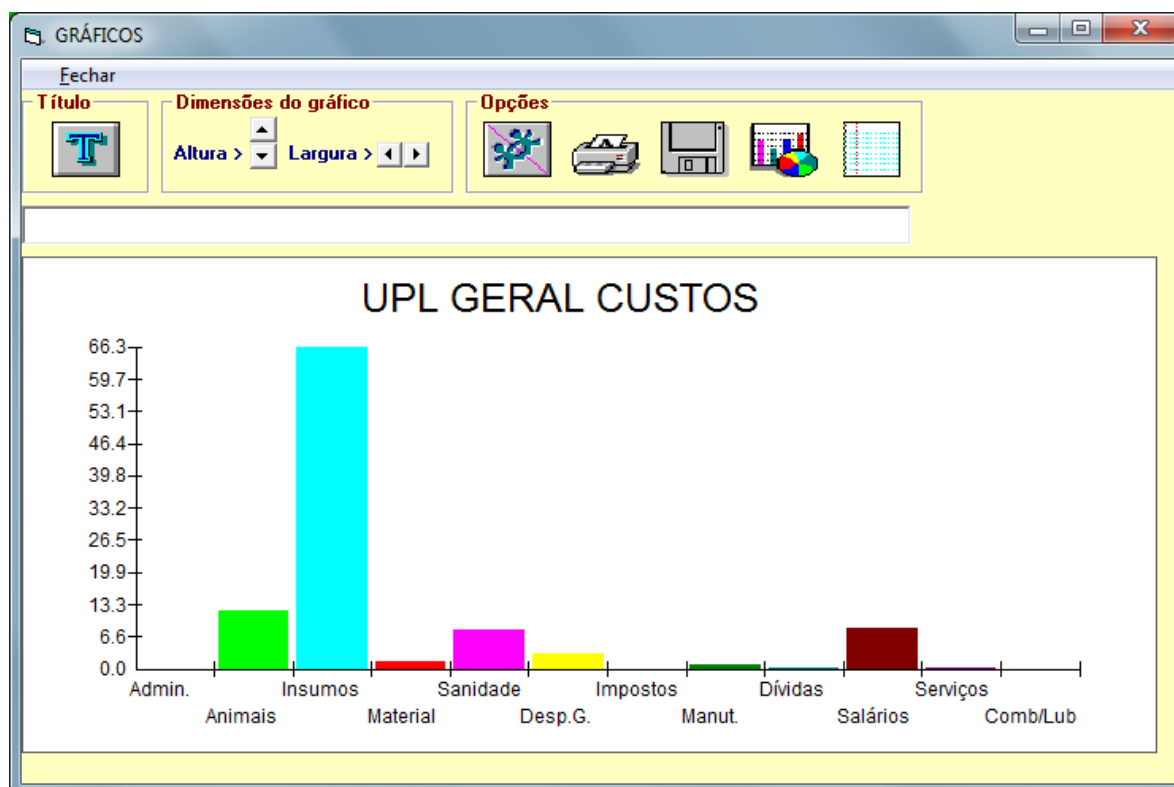 GRÁFICOS
Fechar
Título
Dimensões do gráfico
Opções
T
Altura >
Largura >
UPL GERAL CUSTOS
66.3
59.7
53.1
46.4
39.8
33.2
26.5
19.9
13.3
6.6
0.0
Admin.
Insumos
Sanidade
Impostos
Dívidas
Serviços
Animais
Material
Desp.G.
Manut.
Salários
Comb/Lub